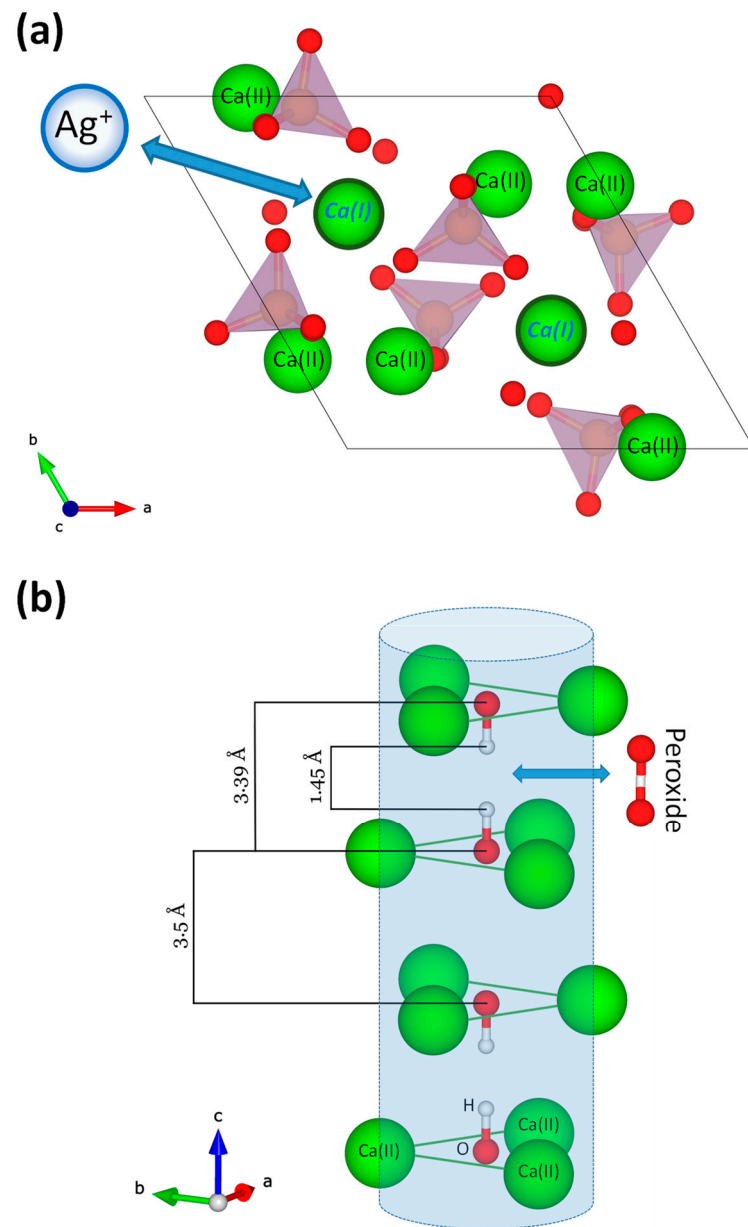 (a)
Ca(II)
Ag+
Ca(II)
Ca(II)
Ca(I)
Ca(I)
Ca(II)
Ca(II)
Ca(II)
b
a
c
(b)
3·39 Å
1.45 Å
Peroxide
3·5 Å
H
Ca(II)
O
Ca(II)
Ca(II)
c
a
b